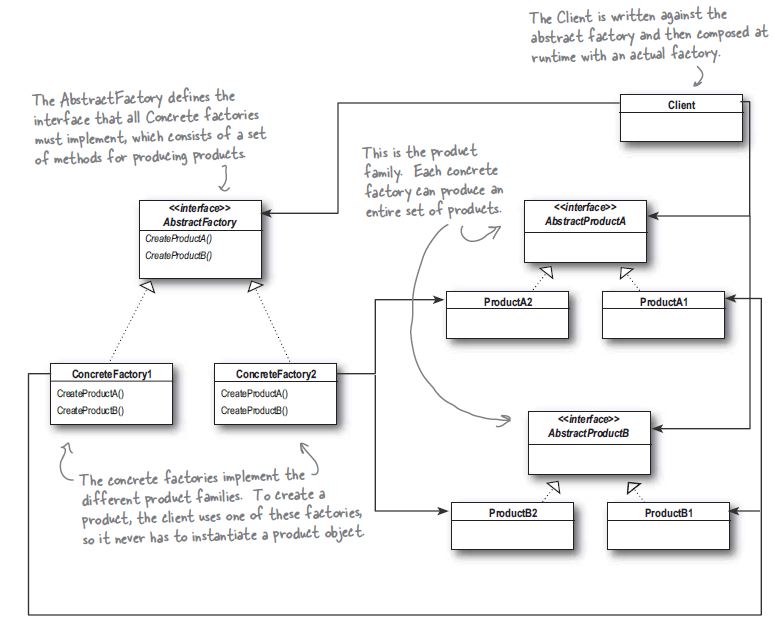 The Client is written against the
abstract factory and then composed at
runtime with an actual factory.
Client
The AbstractFactory defines the
interface that all Concrete factories
must implement, which consists of a set
of methods for producing products.
This is the product
family. Each concrete
factory can produce an
entire set of products.
<<interface>>
AbstractFactory
CreateProductA()
CreateProductB()
<<interface>>
AbstractProductA
ProductA2
ProductA1
ConcreteFactory1
CreateProductA()
CreateProductB()
ConcreteFactory2
CreateProductA()
CreateProductB()
<<interface>>
AbstractProductB
ProductB2
ProductB1
The concrete factories implement the
different product families. To create a
product, the client uses one of these factories,
so it never has to instantiate a product object.